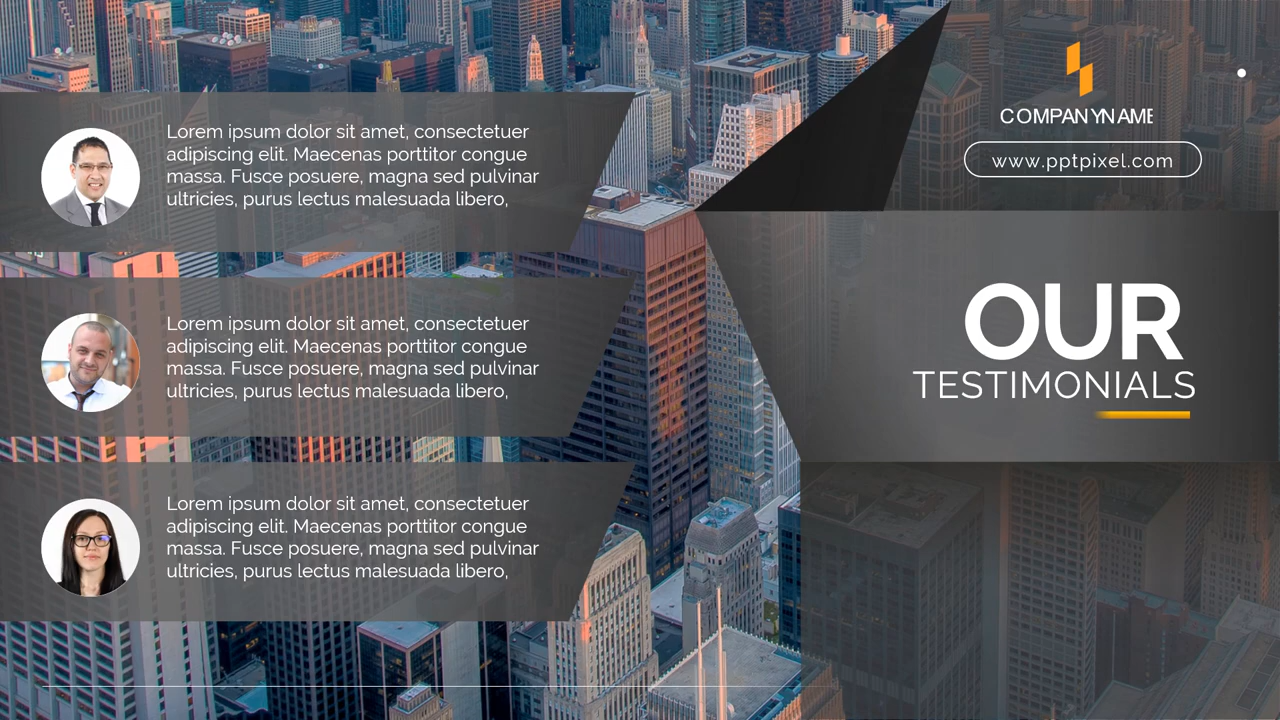 Lorem ipsum dolor sit amet, consectetuer
adipiscing elit. Maecenas porttitor congue
massa. Fusce posuere, magna sed pulvinar
ultricies, purus lectus malesuada libero,
Lorem ipsum dolor sit amet, consectetuer
adipiscing elit. Maecenas porttitor congue
massa. Fusce posuere, magna sed pulvinar
ultricies, purus lectus malesuada libero,
Lorem ipsum dolor sit amet, consectetuer
adipiscing elit. Maecenas porttitor congue
massa. Fusce posuere, magna sed pulvinar
ultricies, purus lectus malesuada libero,
COMPANYNAME
www.pptpixel.com
OUR
TESTIMONIALS